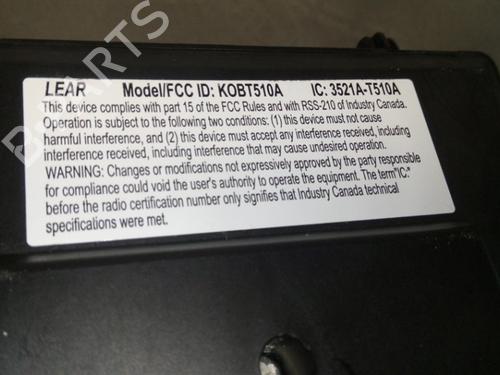 B-PARTS
LEAR Model/FCC ID: KOBT510A IC: 3521A-T510A
This device complies with part 15 of the FCC Rules and with RSS-210 of Industry Canada.
Operation is subject to the following two conditions: (1) this device must not cause
harmful interference, and (2) this device must accept any interference received, including
interference received, including interference that may cause undesired operation.
WARNING: Changes or modifications not expressively approved by the party responsible
for compliance could void the user's authority to operate the equipment. The term"IC:"
before the radio certification number only signifies that Industry Canada technical
specifications were met.